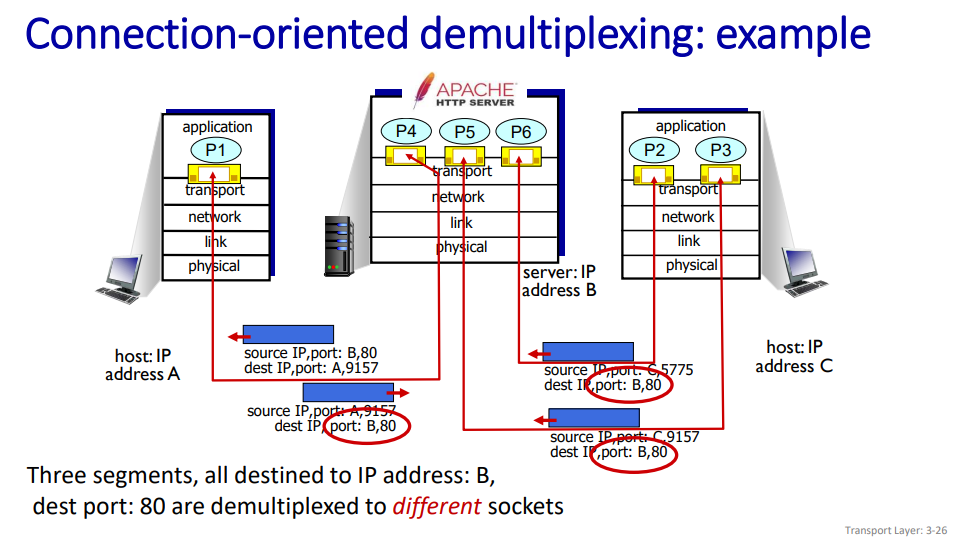 Connection-oriented demultiplexing: example
APACHE
HTTP SERVER
application
P1
transport
network
link
physical
P4 P5 P6
transport
network
link
physical
application
P2 P3
transport
network
link
physical
server: IP
address B
host: IP
address A
host: IP
address C
source IP,port: B,80
dest IP,port: A,9157
source IP,port: A,9157
dest IP,port: B,80
source IP,port: C,5775
dest IP,port: B,80
source IP,port: C,9157
dest IP,port: B,80
Three segments, all destined to IP address: B,
dest port: 80 are demultiplexed to different sockets
Transport Layer: 3-26